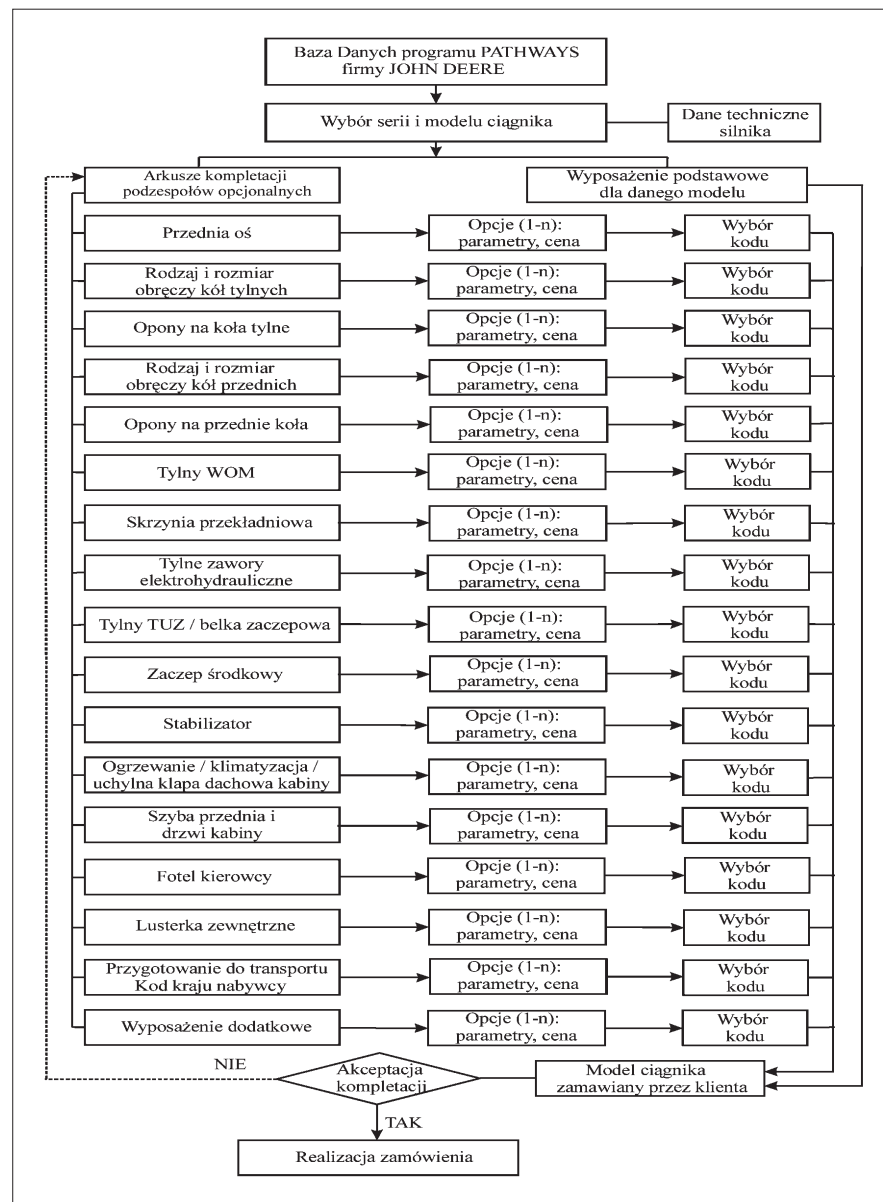 Baza Danych programu PATHWAYS
firmy JOHN DEERE
Wybór serii i modelu ciągnika
Dane techniczne
silnika
Arkusze kompletacji
podzespołów opcjonalnych
Wyposażenie podstawowe
dla danego modelu
Przednia oś
Opcje (1-n):
parametry, cena
Wybór
kodu
Rodzaj i rozmiar
obręczy kół tylnych
Opcje (1-n):
parametry, cena
Wybór
kodu
Opony na koła tylne
Opcje (1-n):
parametry, cena
Wybór
kodu
Rodzaj i rozmiar
obręczy kół przednich
Opcje (1-n):
parametry, cena
Wybór
kodu
Opony na przednie koła
Opcje (1-n):
parametry, cena
Wybór
kodu
Tylny WOM
Opcje (1-n):
parametry, cena
Wybór
kodu
Skrzynia przekładniowa
Opcje (1-n):
parametry, cena
Wybór
kodu
Tylne zawory
elektrohydrauliczne
Opcje (1-n):
parametry, cena
Wybór
kodu
Tylny TUZ / belka zaczepowa
Opcje (1-n):
parametry, cena
Wybór
kodu
Zaczep środkowy
Opcje (1-n):
parametry, cena
Wybór
kodu
Stabilizator
Opcje (1-n):
parametry, cena
Wybór
kodu
Ogrzewanie / klimatyzacja /
uchylna klapa dachowa kabiny
Opcje (1-n):
parametry, cena
Wybór
kodu
Szyba przednia i
drzwi kabiny
Opcje (1-n):
parametry, cena
Wybór
kodu
Fotel kierowcy
Opcje (1-n):
parametry, cena
Wybór
kodu
Lusterka zewnętrzne
Opcje (1-n):
parametry, cena
Wybór
kodu
Przygotowanie do transportu
Kod kraju nabywcy
Opcje (1-n):
parametry, cena
Wybór
kodu
Wyposażenie dodatkowe
Opcje (1-n):
parametry, cena
Wybór
kodu
NIE
Akceptacja
kompletacji
Model ciągnika
zamawiany przez klienta
TAK
Realizacja zamówienia